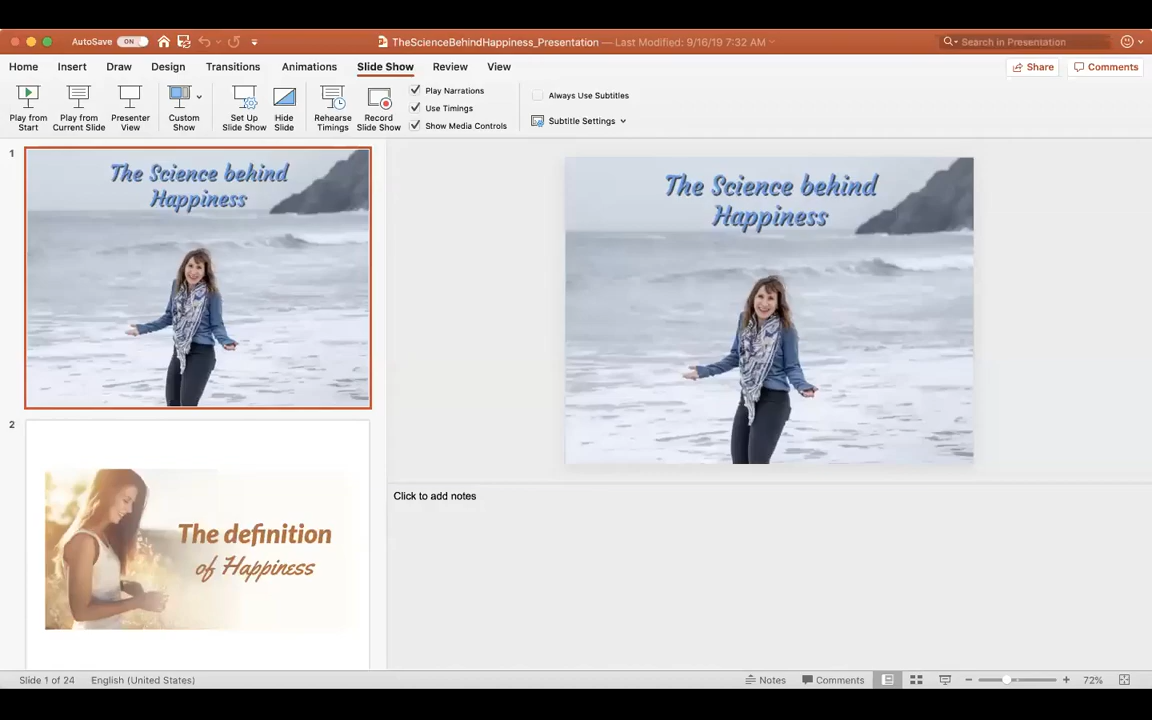 AutoSave ON
TheScienceBehindHappiness_Presentation — Last Modified: 9/16/19 7:32 AM
Search in Presentation
Home Insert Draw Design Transitions Animations Slide Show Review View
Share Comments
Play from Start
Play from Current Slide
Presenter View
Custom Show
Set Up Slide Show
Hide Slide
Rehearse Timings
Record Slide Show
Play Narrations
Use Timings
Show Media Controls
Always Use Subtitles
Subtitle Settings
1
The Science behind
Happiness
2
The definition
of Happiness
The Science behind
Happiness
Click to add notes
Slide 1 of 24 English (United States)
Notes Comments 72%